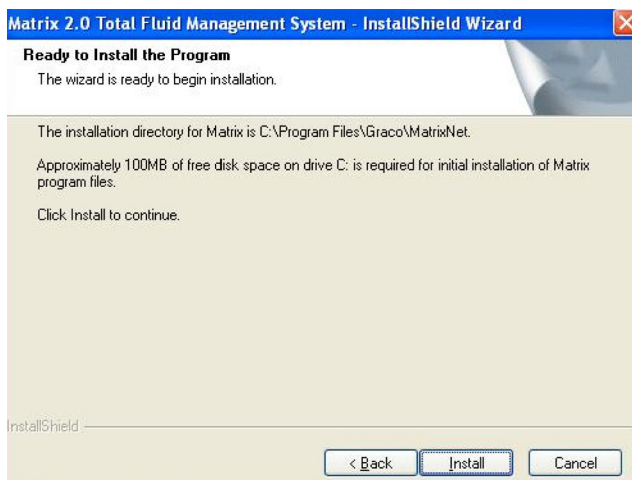 Matrix 2.0 Total Fluid Management System - InstallShield Wizard
Ready to Install the Program
The wizard is ready to begin installation.
The installation directory for Matrix is C:\Program Files\Graco\MatrixNet.
Approximately 100MB of free disk space on drive C: is required for initial installation of Matrix
program files.
Click Install to continue.
InstallShield
< Back Install Cancel